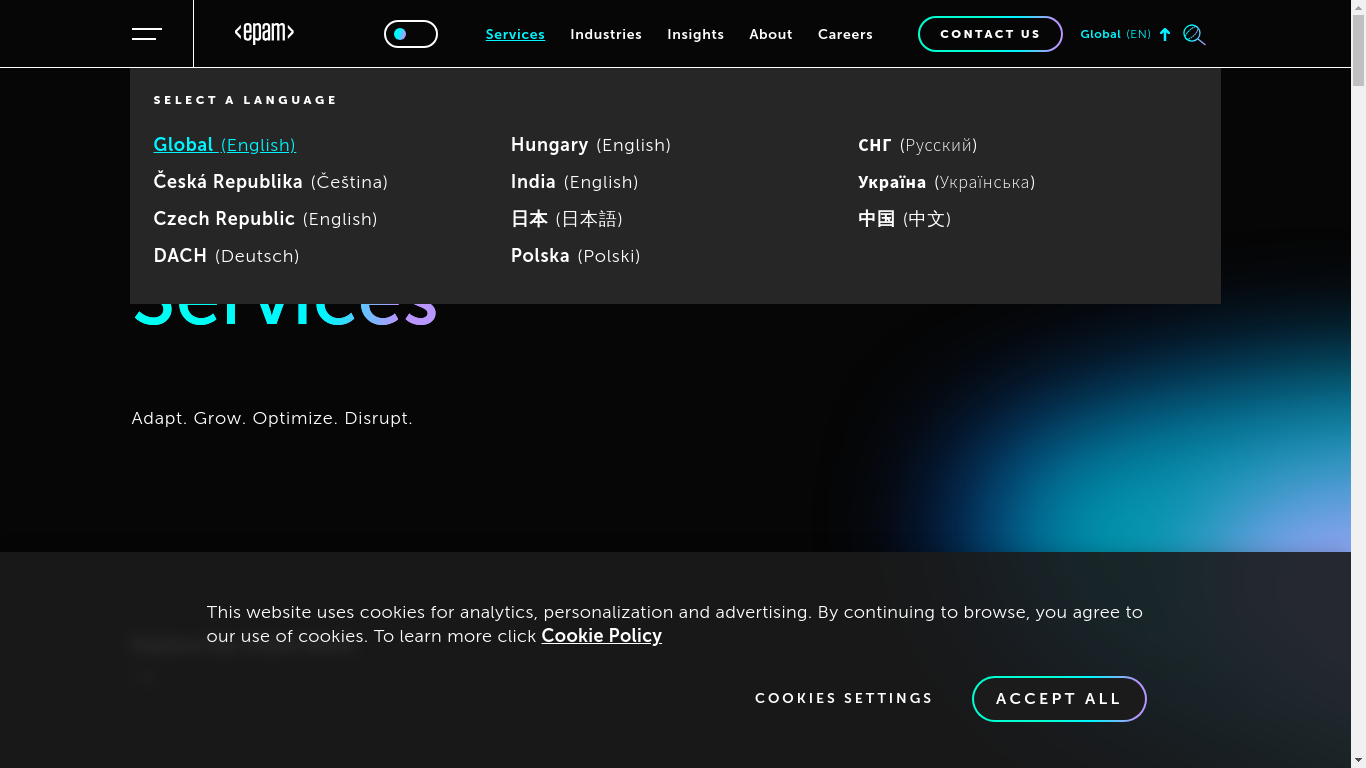 <epam>
Services
Industries
Insights
About
Careers
CONTACT US
Global (EN)
SELECT A LANGUAGE
Global (English)
Česká Republika (Čeština)
Czech Republic (English)
DACH (Deutsch)
Hungary (English)
India (English)
日本 (日本語)
Polska (Polski)
СНГ (Русский)
Україна (Українська)
中国 (中文)
Services
Adapt. Grow. Optimize. Disrupt.
This website uses cookies for analytics, personalization and advertising. By continuing to browse, you agree to
our use of cookies. To learn more click Cookie Policy
COOKIES SETTINGS
ACCEPT ALL